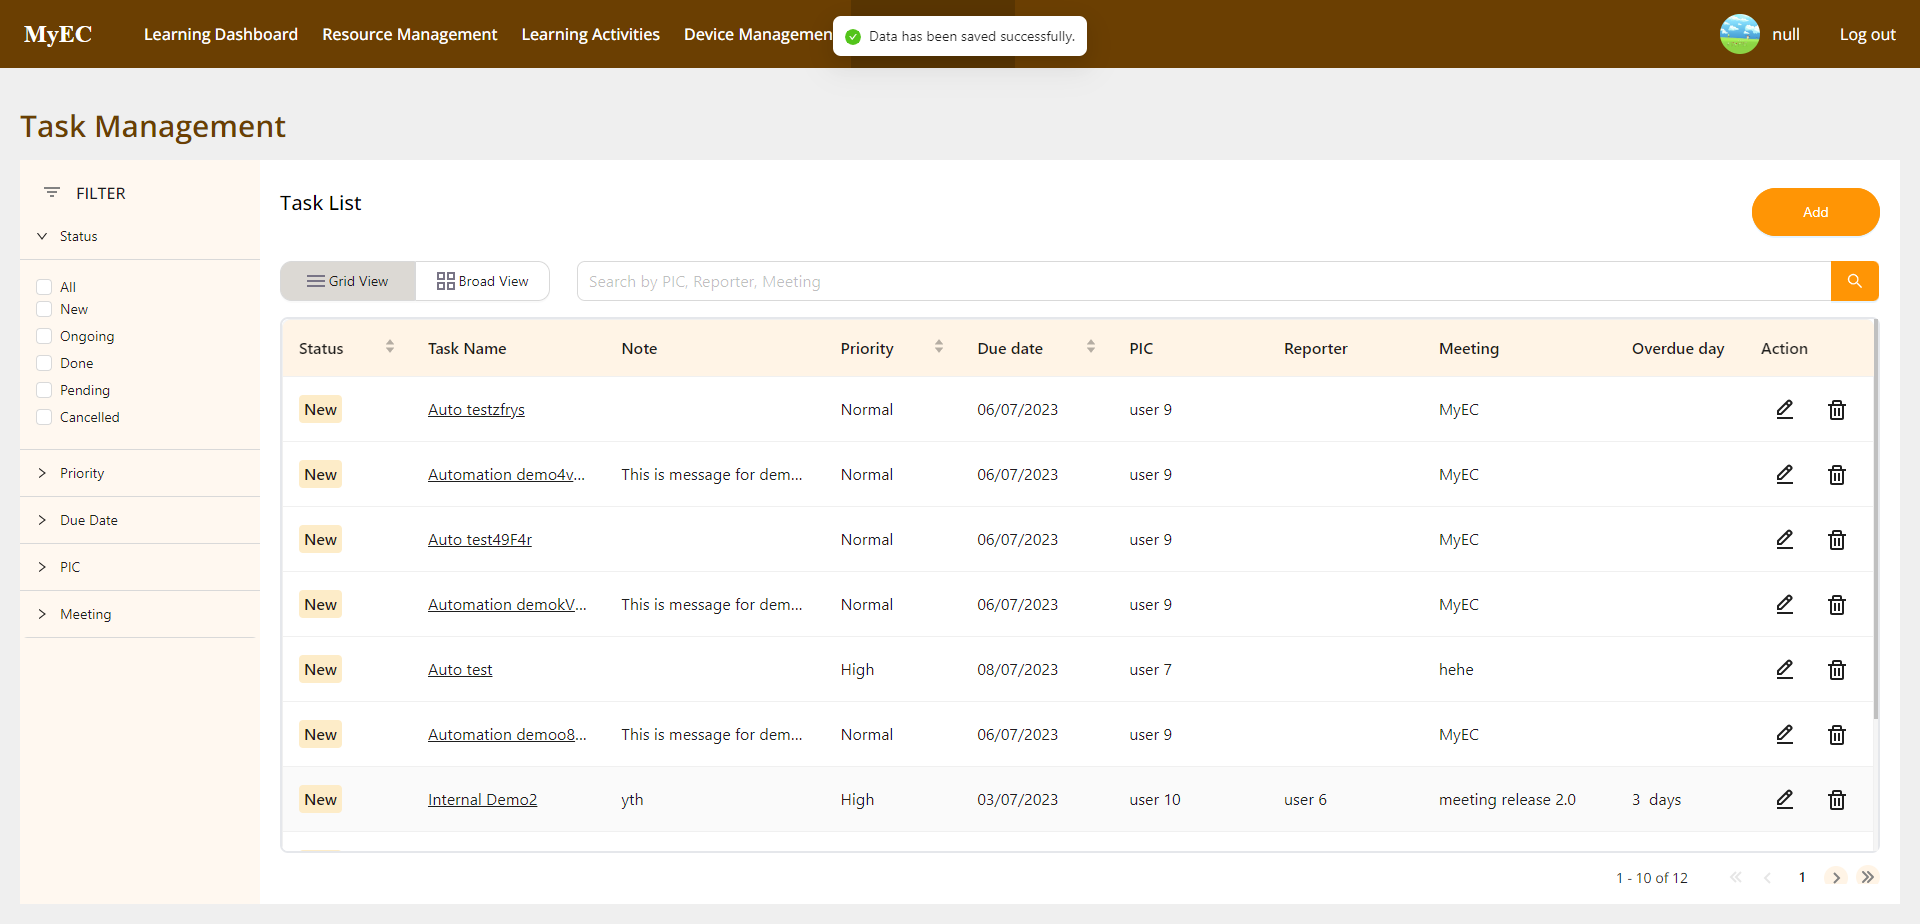 MyEC
Learning Dashboard
Resource Management
Learning Activities
Device Managemen
Data has been saved successfully.
null
Log out
Task Management
FILTER
Status
All
New
Ongoing
Done
Pending
Cancelled
Priority
Due Date
PIC
Meeting
Task List
Add
Grid View
Broad View
Search by PIC, Reporter, Meeting
Status Task Name Note Priority Due date PIC Reporter Meeting Overdue day Action
New Auto testzfrys Normal 06/07/2023 user 9 MyEC
New Automation demo4v... This is message for dem... Normal 06/07/2023 user 9 MyEC
New Auto test49F4r Normal 06/07/2023 user 9 MyEC
New Automation demokV... This is message for dem... Normal 06/07/2023 user 9 MyEC
New Auto test High 08/07/2023 user 7 hehe
New Automation demoo8... This is message for dem... Normal 06/07/2023 user 9 MyEC
New Internal Demo2 yth High 03/07/2023 user 10 user 6 meeting release 2.0 3 days
1 - 10 of 12
1